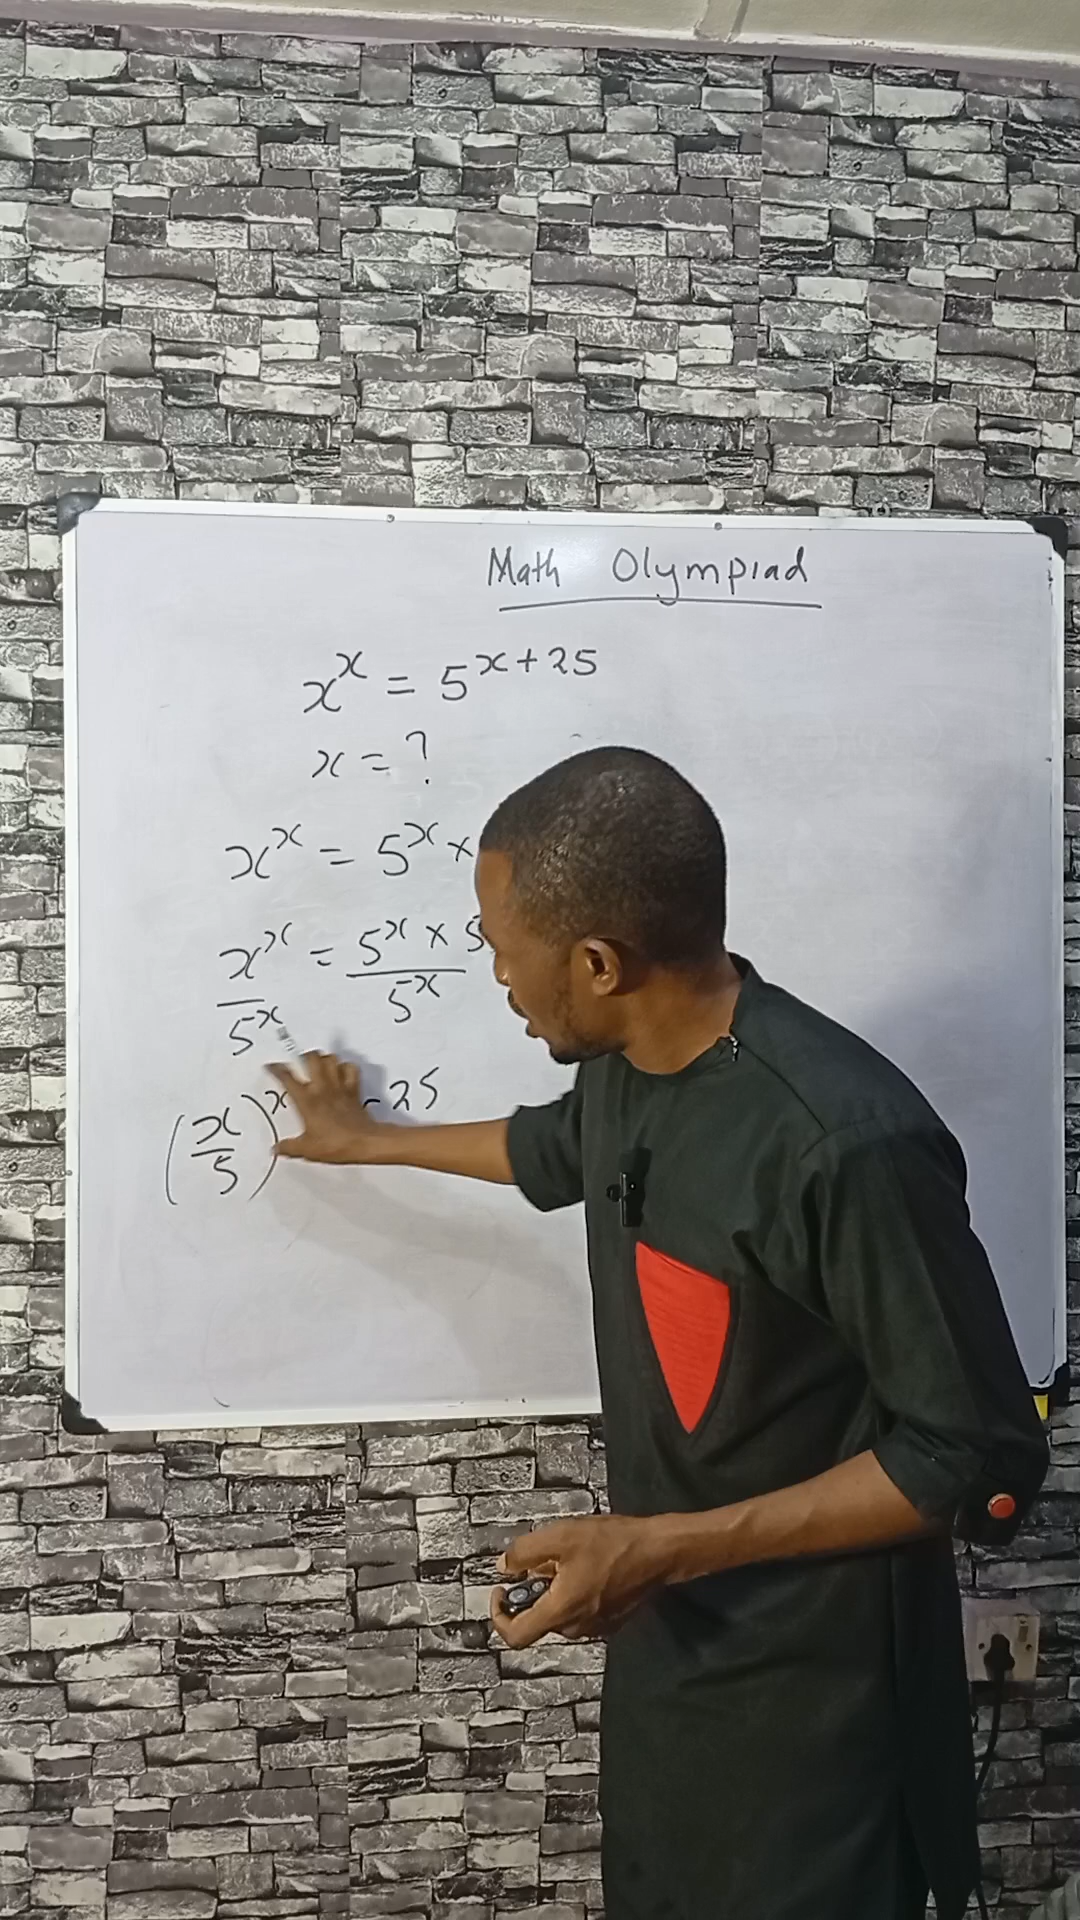 Math Olympiad
x^x = 5^{x+25}
x = ?
x^x = 5^x ×
x^x/5^x = 5^x × 5/5^x
(x/5)^x 25